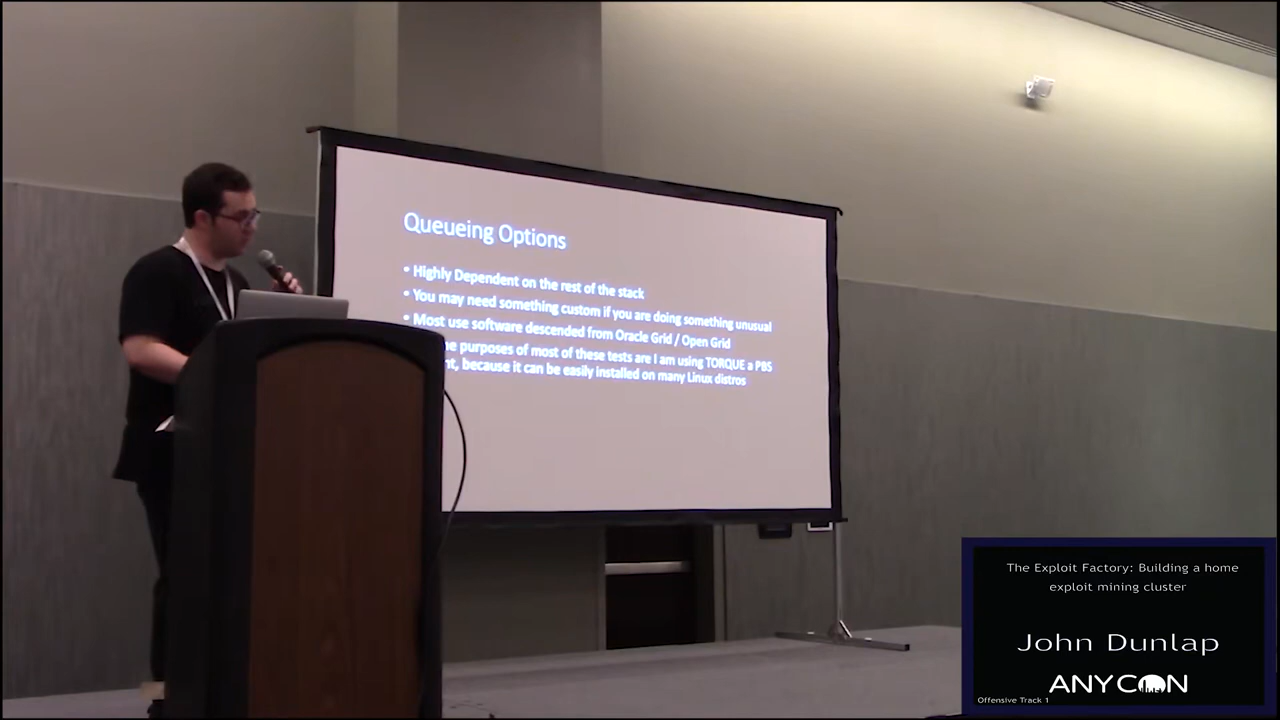 Queueing Options
• Highly Dependent on the rest of the stack
• You may need something custom if you are doing something unusual
• Most use software descended from Oracle Grid / Open Grid
purposes of most of these tests are I am using TORQUE a PBS
because it can be easily installed on many Linux distros
The Exploit Factory: Building a home
exploit mining cluster
John Dunlap
ANYCON
Offensive Track 1